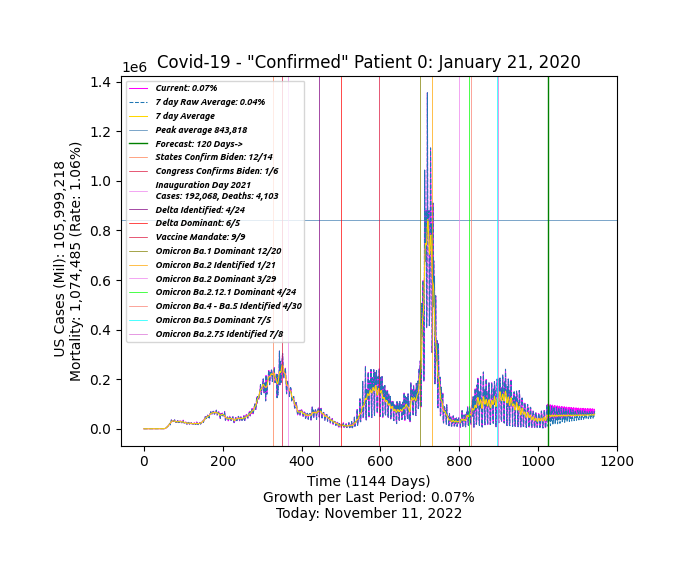 Covid-19 - "Confirmed" Patient 0: January 21, 2020
1e6
1.4
1.2
1.0
0.8
0.6
0.4
0.2
0.0
US Cases (Mil): 105,999,218
Mortality: 1,074,485 (Rate: 1.06%)
Current: 0.07%
7 day Raw Average: 0.04%
7 day Average
Peak average 843,818
Forecast: 120 Days->
States Confirm Biden: 12/14
Congress Confirms Biden: 1/6
Inauguration Day 2021
Cases: 192,068, Deaths: 4,103
Delta Identified: 4/24
Delta Dominant: 6/5
Vaccine Mandate: 9/9
Omicron Ba.1 Dominant 12/20
Omicron Ba.2 Identified 1/21
Omicron Ba.2 Dominant 3/29
Omicron Ba.2.12.1 Dominant 4/24
Omicron Ba.4 - Ba.5 Identified 4/30
Omicron Ba.5 Dominant 7/5
Omicron Ba.2.75 Identified 7/8
0 200 400 600 800 1000 1200
Time (1144 Days)
Growth per Last Period: 0.07%
Today: November 11, 2022